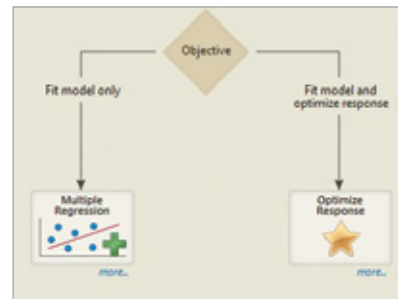 Objective
Fit model only
Fit model and
optimize response
Multiple
Regression
Optimize
Response
more...
more...